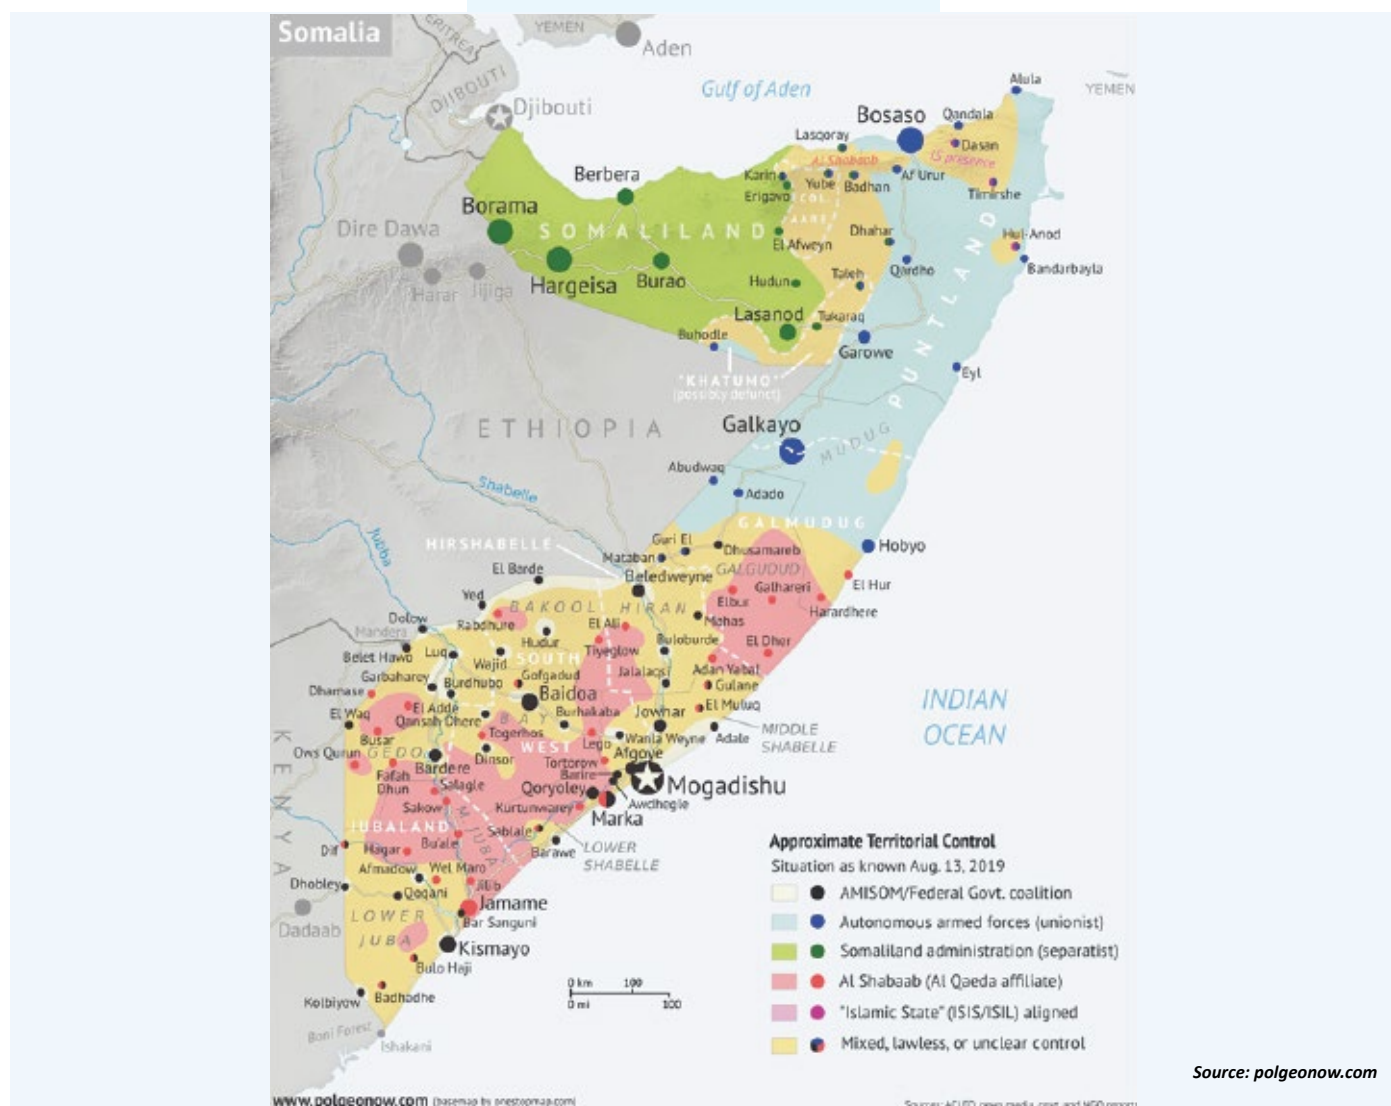 Somalia
ERITREA
YEMEN
Aden
DJIBOUTI
Djibouti
Gulf of Aden
Alula
YEMEN
Bosaso
Qandala
Lasqoray
Dasan
IS presence
Al Shabaab
Berbera
Karin
Yube
Badhan
Af Urur
Timirshe
Erigavo
Borama
SOMALILAND
Dire Dawa
El Afweyn
Dhahar
Hul-Anod
Qardho
Bandarbayla
Harar
Jijiga
Hargeisa
Burao
Hudun
Taleh
PUNTLAND
Lasanod
Tukaraq
Buhodle
Garowe
"KHATUMO"
(possibly defunct)
Eyl
ETHIOPIA
Galkayo
MUDUG
Abudwaq
Adado
Shabelle
Jubba
GALMUDUG
HIRSHABELLE
Guri El
Dhusamareb
Hobyo
Mataban
El Barde
Beledweyne
GALGUDUD
El Hur
Yed
Elbur
Galhareri
Harardhere
BAKOOL
HIRAN
Dolow
Rabdhure
El Ali
Mohas
Mandera
Hudur
Buloburde
El Dher
Belet Hawo
Luq
Wajid
SOUTH
Tiyeglow
Jalalaqsi
Adan Yabal
Garbaharey
Burdhubo
Gofgadud
Gulane
Dhamase
Baidoa
El Adde
El Waq
Qansah Dhere
BAY
Burhakaba
Jowhar
El Muluq
Busar
Togerhos
Lego
Wanla Weyne
Adale
MIDDLE
SHABELLE
Ows Qurun
GEDO
WEST
Afgoye
Bardere
Dinsor
Tortorow
Fafah
Dhun
Salagle
Barire
Mogadishu
Sakow
Qoryoley
Awdhegle
Kurtunwarey
Marka
JUBALAND
M. JUBA
Sablale
LOWER
SHABELLE
Dif
Hagar
Bu'ale
Barawe
KENYA
Afmadow
Wel Maro
Dhobley
Qoqani
Jilib
Jamame
Dadaab
LOWER
JUBA
Bar Sanguni
Kismayo
Bulo Haji
Kolbiyow
Badhadhe
Boni Forest
Ishakani
INDIAN
OCEAN
0 km 100
0 mi 100
Approximate Territorial Control
Situation as known Aug. 13, 2019
AMISOM/Federal Govt. coalition
Autonomous armed forces (unionist)
Somaliland administration (separatist)
Al Shabaab (Al Qaeda affiliate)
"Islamic State" (ISIS/ISIL) aligned
Mixed, lawless, or unclear control
Source: polgeonow.com
www.polgeonow.com (basemap by onestopmap.com)